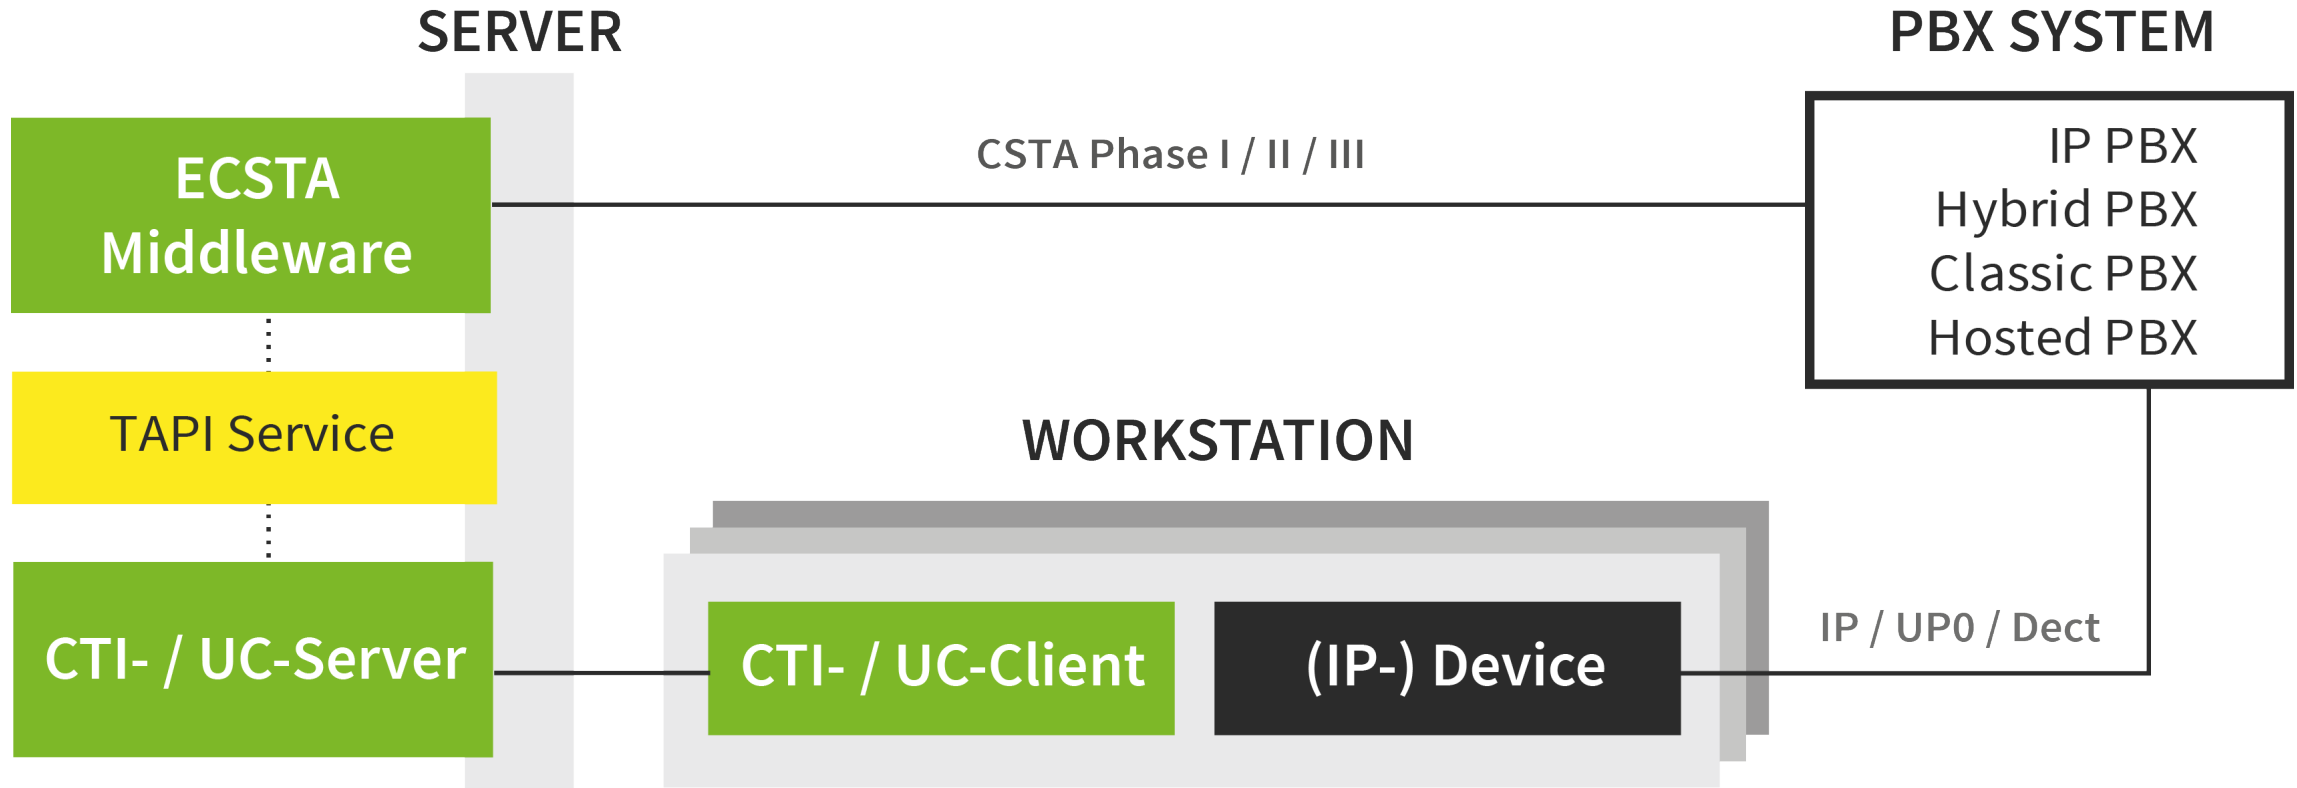 SERVER
PBX SYSTEM
ECSTA
Middleware
CSTA Phase I / II / III
IP PBX
Hybrid PBX
Classic PBX
Hosted PBX
TAPI Service
WORKSTATION
CTI- / UC-Server
CTI- / UC-Client
(IP-) Device
IP / UP0 / Dect